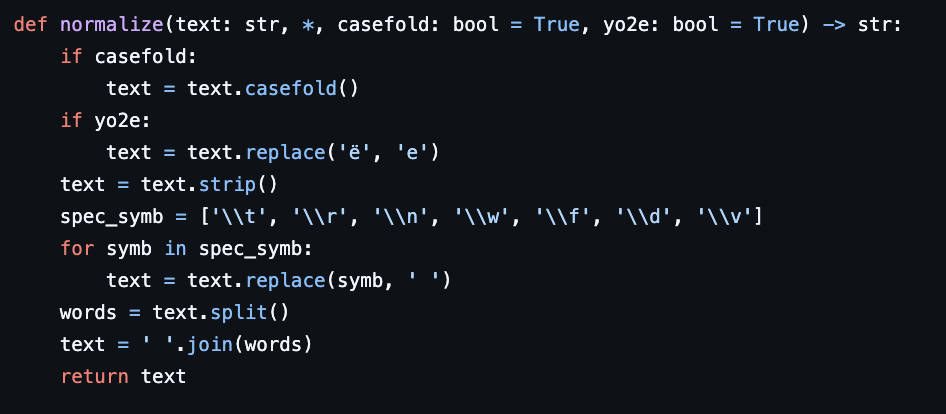 def normalize(text: str, *, casefold: bool = True, yo2e: bool = True) -> str:
    if casefold:
        text = text.casefold()
    if yo2e:
        text = text.replace('ё', 'е')
    text = text.strip()
    spec_symb = ['\\t', '\\r', '\\n', '\\w', '\\f', '\\d', '\\v']
    for symb in spec_symb:
        text = text.replace(symb, ' ')
    words = text.split()
    text = ' '.join(words)
    return text